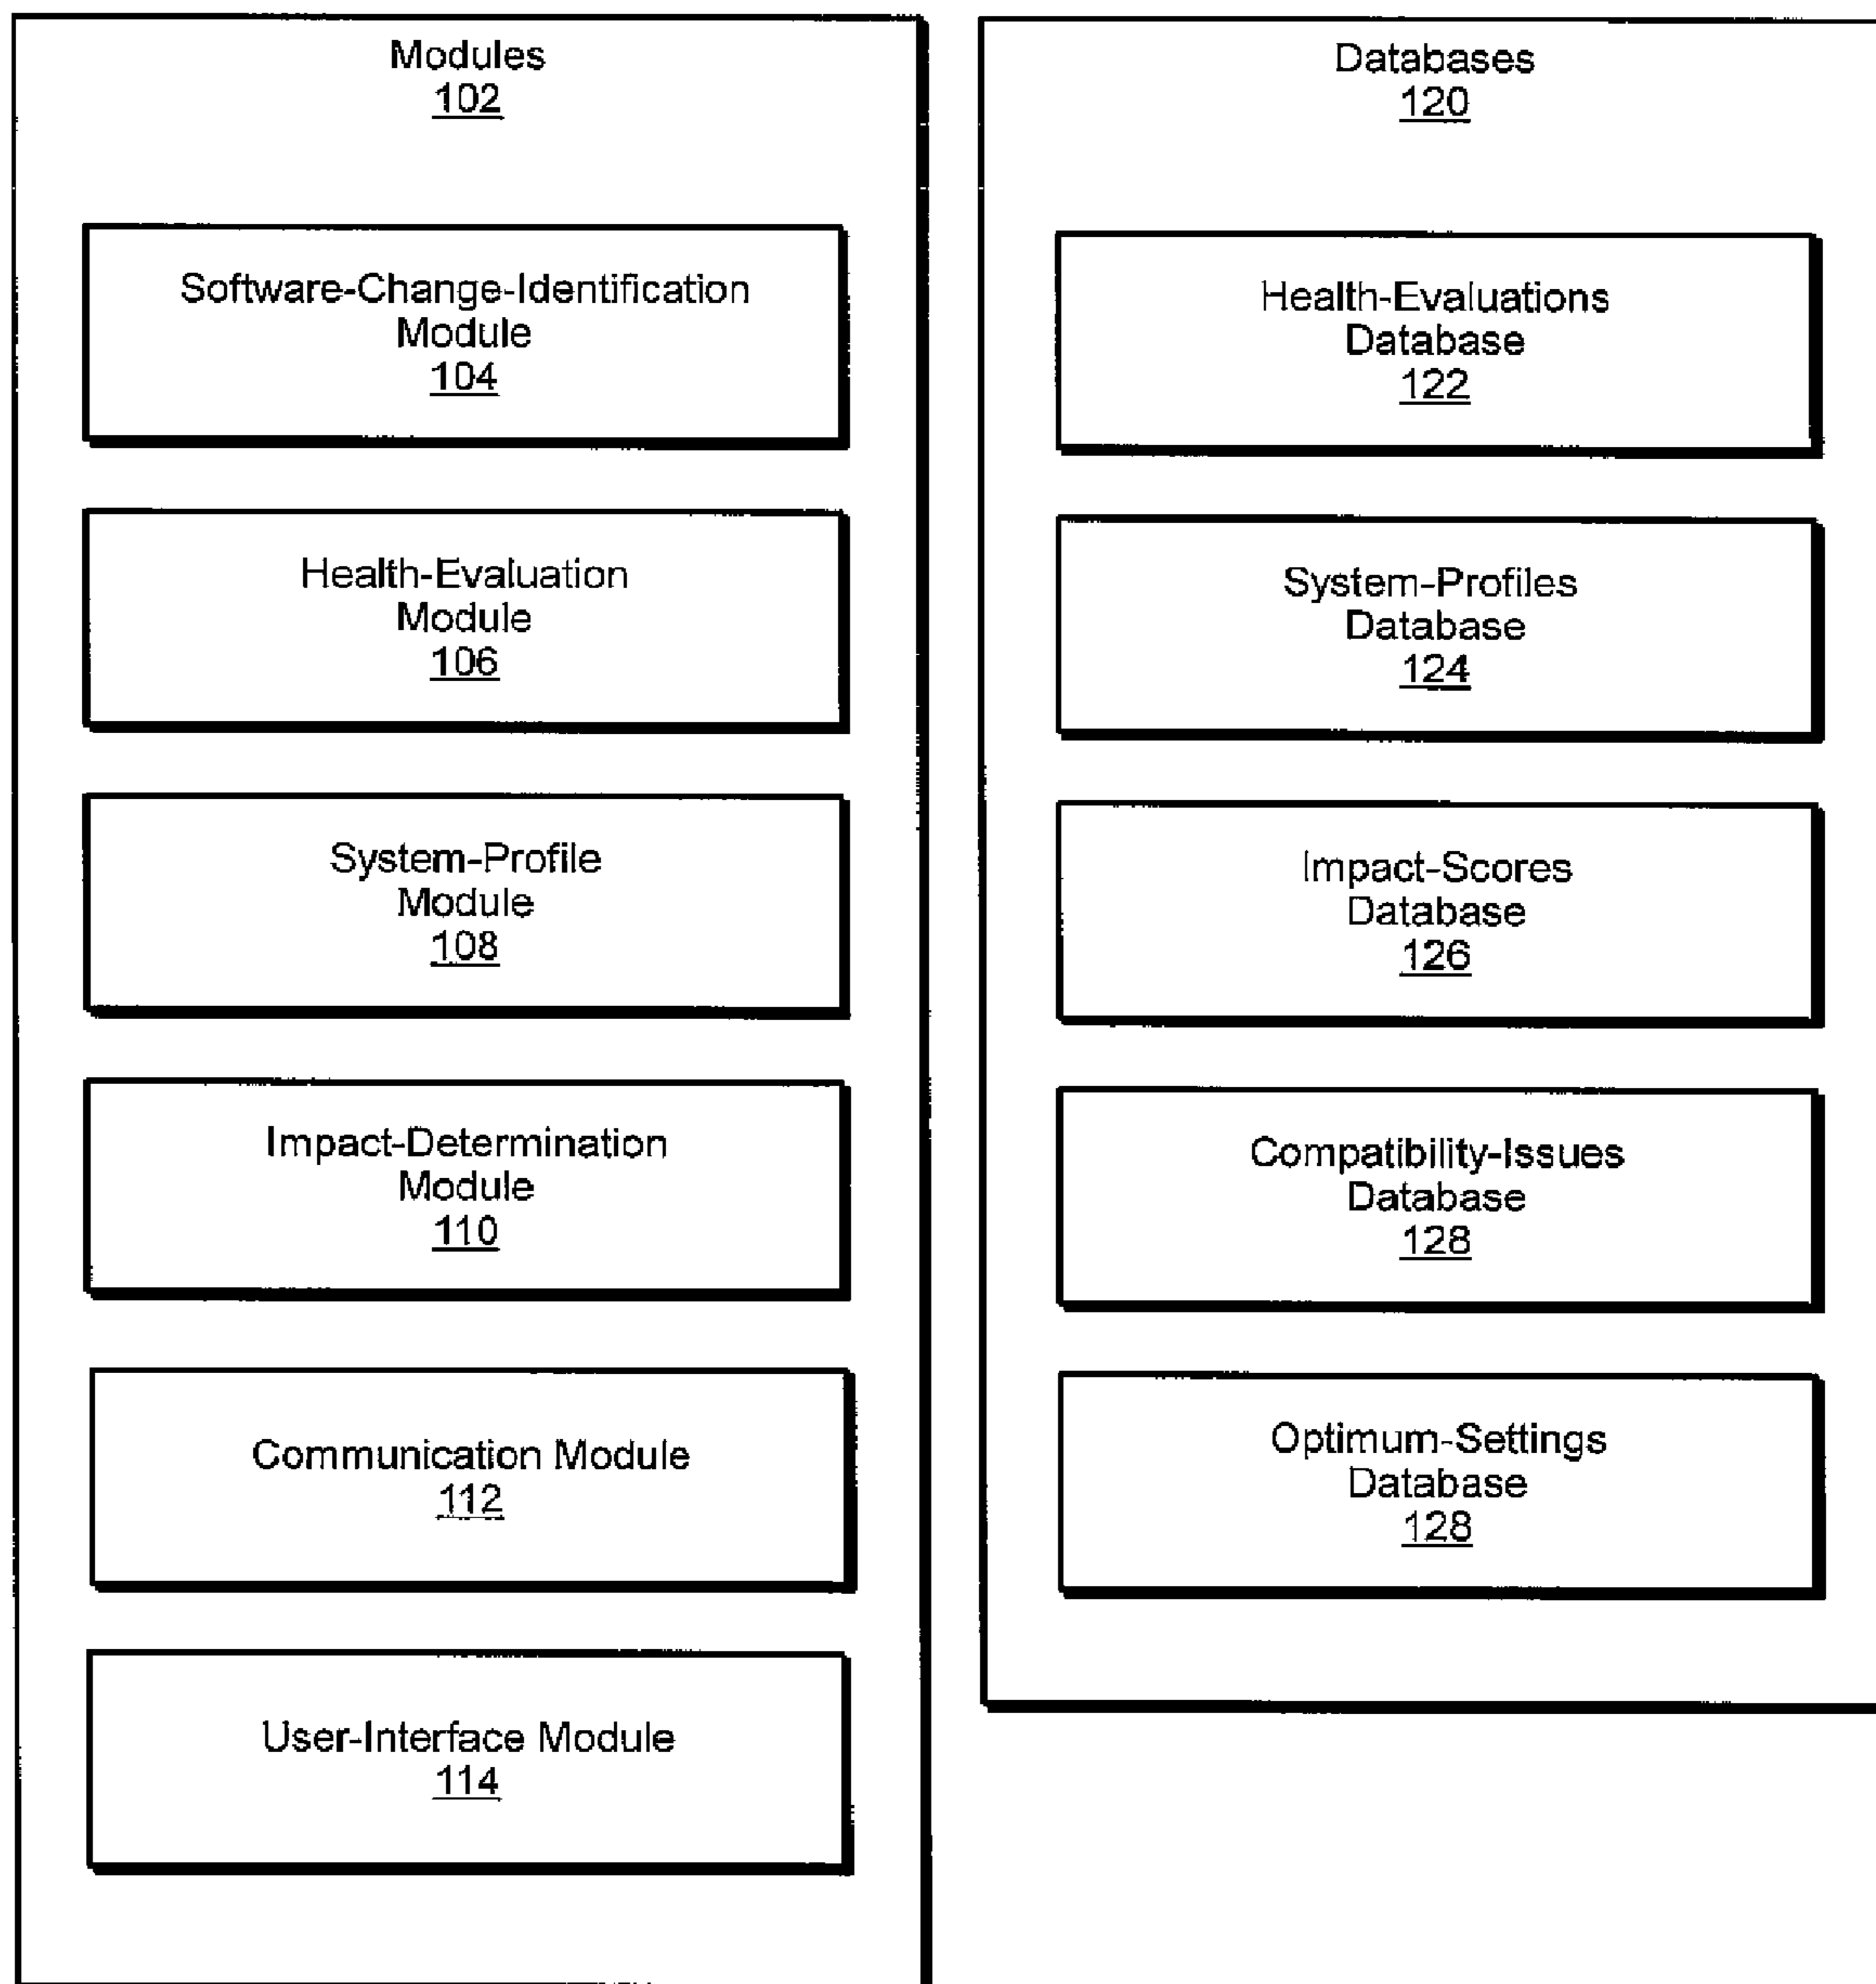 Modules
102
Software-Change-Identification
Module
104
Health-Evaluation
Module
106
System-Profile
Module
108
Impact-Determination
Module
110
Communication Module
112
User-Interface Module
114
Databases
120
Health-Evaluations
Database
122
System-Profiles
Database
124
Impact-Scores
Database
126
Compatibility-Issues
Database
128
Optimum-Settings
Database
128